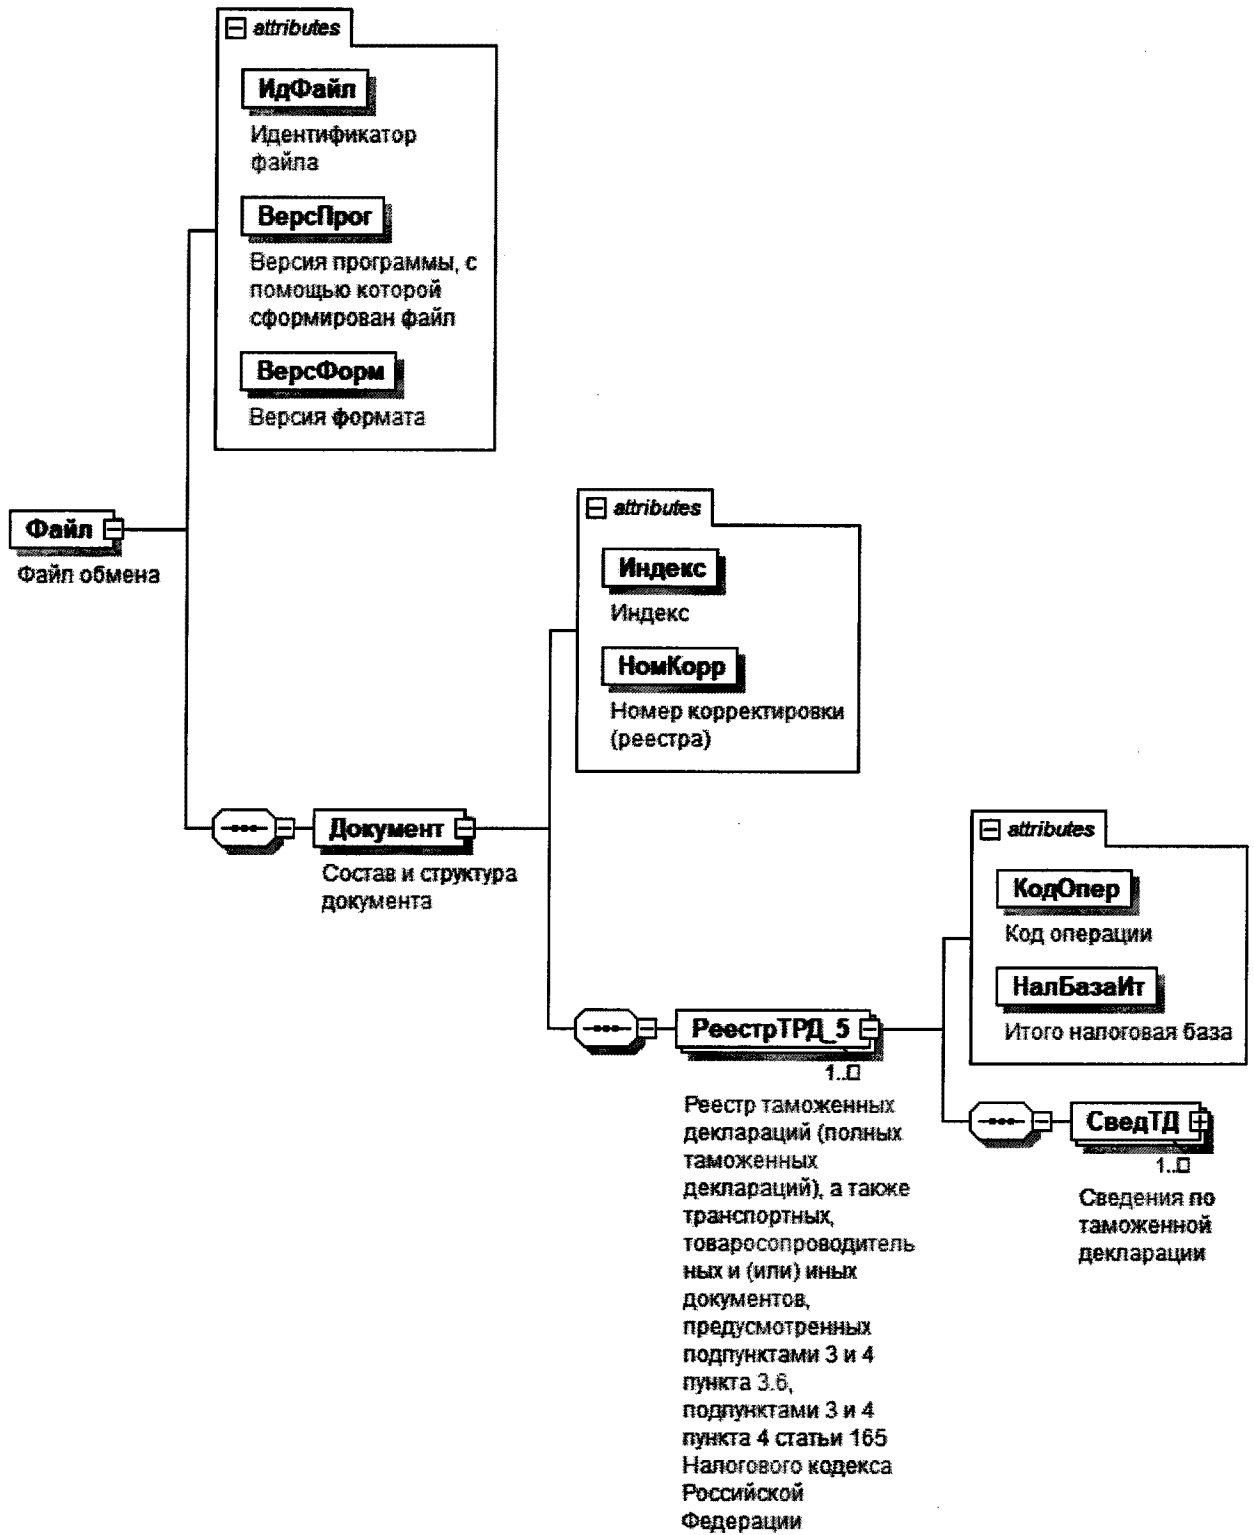 attributes
ИдФайл
Идентификатор
файла
ВерсПрог
Версия программы, с
помощью которой
сформирован файл
ВерсФорм
Версия формата
Файл
Файл обмена
attributes
Индекс
Индекс
НомКорр
Номер корректировки
(реестра)
Документ
Состав и структура
документа
attributes
КодОпер
Код операции
НалБазаИт
Итого налоговая база
РеестрТРД_5
1..□
Реестр таможенных
деклараций (полных
таможенных
деклараций), а также
транспортных,
товаросопроводитель
ных и (или) иных
документов,
предусмотренных
подпунктами 3 и 4
пункта 3.6,
подпунктами 3 и 4
пункта 4 статьи 165
Налогового кодекса
Российской
Федерации
СведТД
1..□
Сведения по
таможенной
декларации